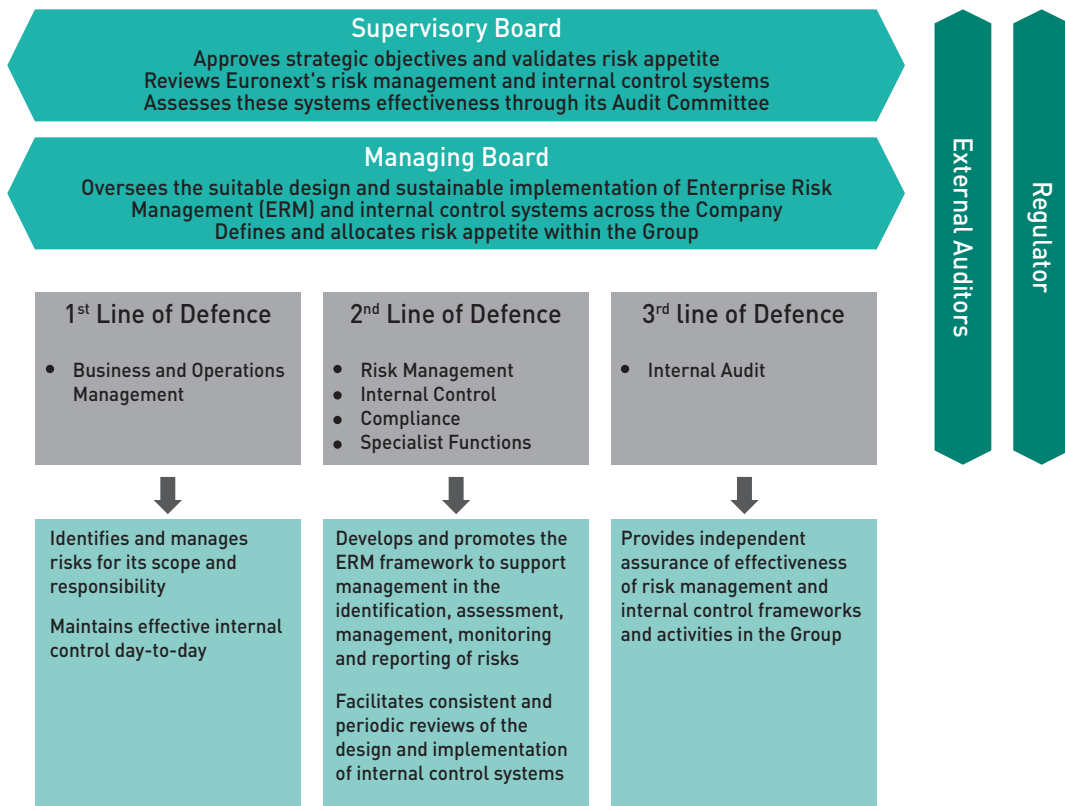 Supervisory Board
Approves strategic objectives and validates risk appetite
Reviews Euronext's risk management and internal control systems
Assesses these systems effectiveness through its Audit Committee
Managing Board
Oversees the suitable design and sustainable implementation of Enterprise Risk
Management (ERM) and internal control systems across the Company
Defines and allocates risk appetite within the Group
External Auditors
Regulator
1st Line of Defence
• Business and Operations
Management
2nd Line of Defence
• Risk Management
• Internal Control
• Compliance
• Specialist Functions
3rd line of Defence
• Internal Audit
Identifies and manages
risks for its scope and
responsibility
Maintains effective internal
control day-to-day
Develops and promotes the
ERM framework to support
management in the
identification, assessment,
management, monitoring
and reporting of risks
Facilitates consistent and
periodic reviews of the
design and implementation
of internal control systems
Provides independent
assurance of effectiveness
of risk management and
internal control frameworks
and activities in the Group